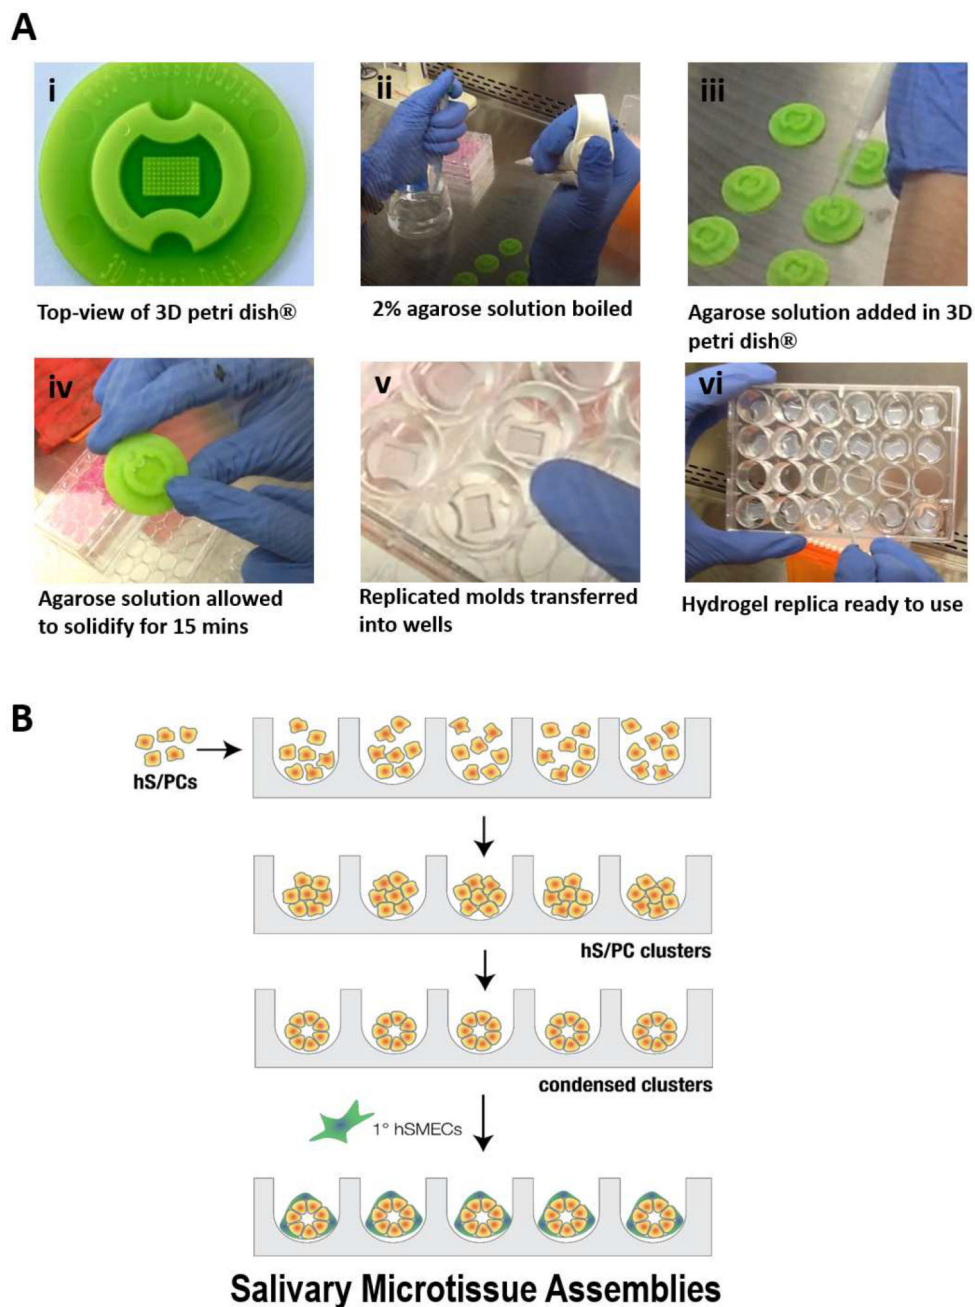 A
i
ii
iii
Top-view of 3D petri dish®
2% agarose solution boiled
Agarose solution added in 3D
petri dish®
iv
v
vi
Agarose solution allowed
to solidify for 15 mins
Replicated molds transferred
into wells
Hydrogel replica ready to use
B
hS/PCs
hS/PC clusters
condensed clusters
1° hSMECs
Salivary Microtissue Assemblies